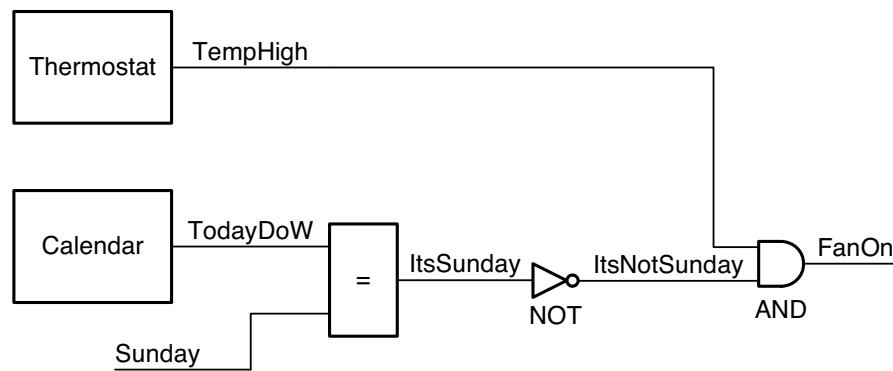 TempHigh
Thermostat
TodayDoW
Calendar
FanOn
ItsSunday
ItsNotSunday
=
NOT
AND
Sunday